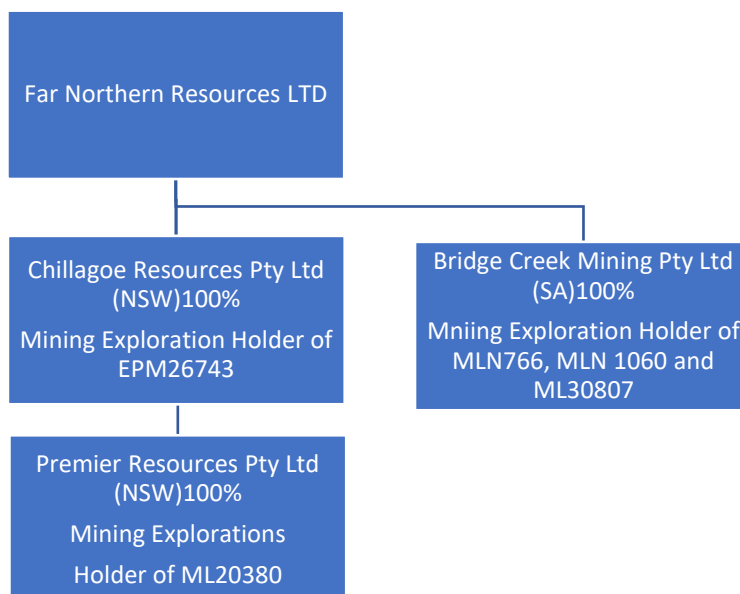 Far Northern Resources LTD
Chillagoe Resources Pty Ltd
(NSW)100%
Mining Exploration Holder of
EPM26743
Bridge Creek Mining Pty Ltd
(SA)100%
Mniing Exploration Holder of
MLN766, MLN 1060 and
ML30807
Premier Resources Pty Ltd
(NSW)100%
Mining Explorations
Holder of ML20380